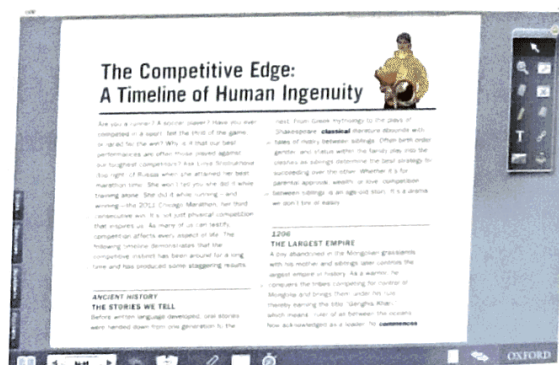 The Competitive Edge:
A Timeline of Human Ingenuity
Are you a runner? A soccer player? Have you ever
competed in a sport, felt the thrill of the game,
or raced for the win? Why is it that our best
performances are often those played against
our toughest competitors? Ask
top right, of Russia when she attained her best
marathon time. She won't tell you she did it while
training alone. She did it while running – and
winning – the 2011 Chicago Marathon, her third
consecutive win. It's not just physical competition
that inspires us. As many of us can testify,
competition affects every aspect of life. The
following timeline demonstrates that the
competitive instinct has been around for a long
time and has produced some staggering results.
ANCIENT HISTORY
THE STORIES WE TELL
Before written language developed, oral stories
were handed down from one generation to the
next. From Greek mythology to the plays of
Shakespeare, classical literature abounds with
tales of rivalry between siblings. Often birth order,
gender, and status within the family play into the
as siblings determine the best strategy to
succeeding over the other. Whether it's for
parental approval, wealth, or love, competition
between siblings is an age-old story. It's a drama
we don't tire of easily.
1206
THE LARGEST EMPIRE
A boy abandoned in the Mongolian grasslands
with his mother and siblings later controls the
largest empire in history. As a warrior, he
conquers the tribes competing for control of
Mongolia and brings them under his rule,
thereby earning the title "Genghis Khan,"
which means "ruler of all between the oceans."
Now acknowledged as a leader, he commences
OXFORD